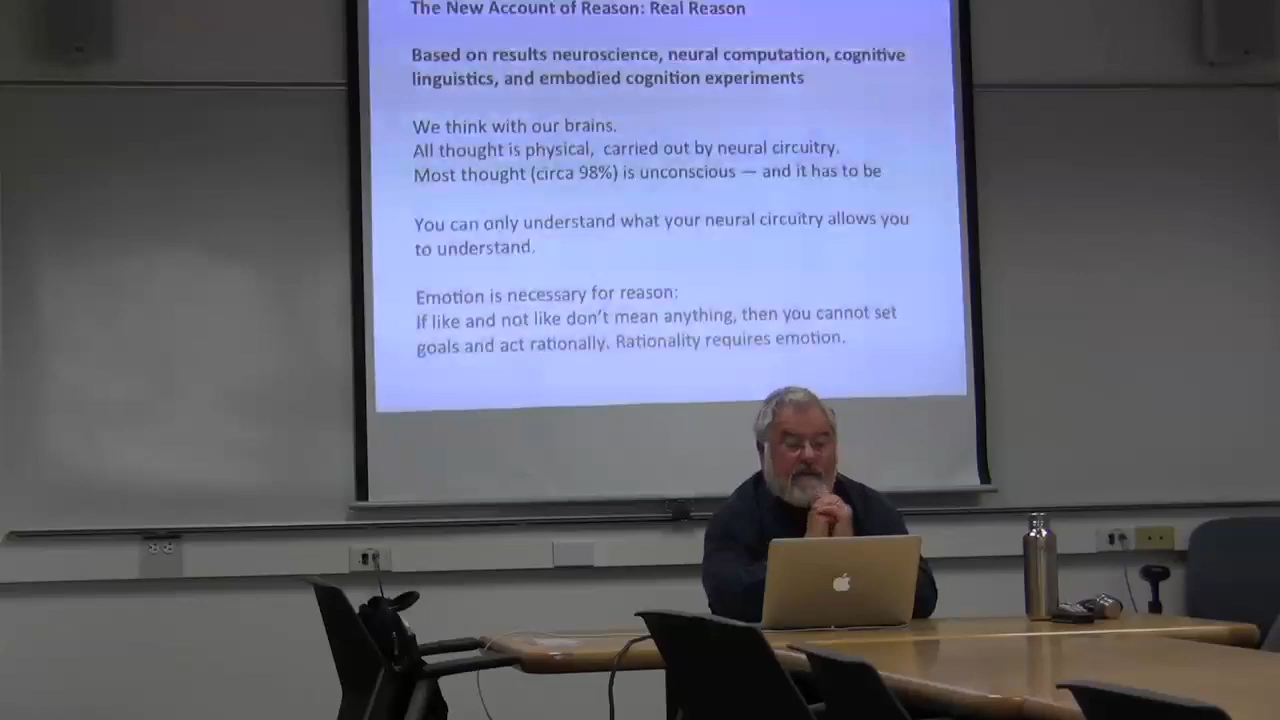 The New Account of Reason: Real Reason
Based on results neuroscience, neural computation, cognitive
linguistics, and embodied cognition experiments
We think with our brains.
All thought is physical,  carried out by neural circuitry.
Most thought (circa 98%) is unconscious — and it has to be
You can only understand what your neural circuitry allows you
to understand.
Emotion is necessary for reason:
If like and not like don't mean anything, then you cannot set
goals and act rationally. Rationality requires emotion.